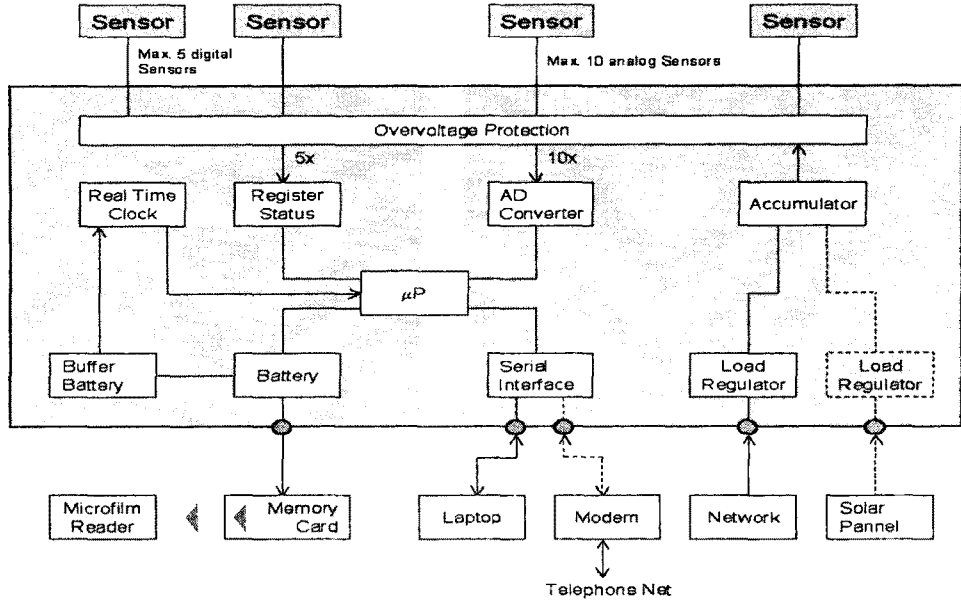 Sensor Sensor Sensor Sensor
Max. 5 digital
Sensors
Max. 10 analog Sensors
Overvoltage Protection
5x
10x
Real Time
Clock
Register
Status
AD
Converter
Accumulator
µP
Buffer
Battery
Battery
Serial
Interface
Load
Regulator
Load
Regulator
Microfilm
Reader
Memory
Card
Laptop
Modem
Network
Solar
Pannel
Telephone Net